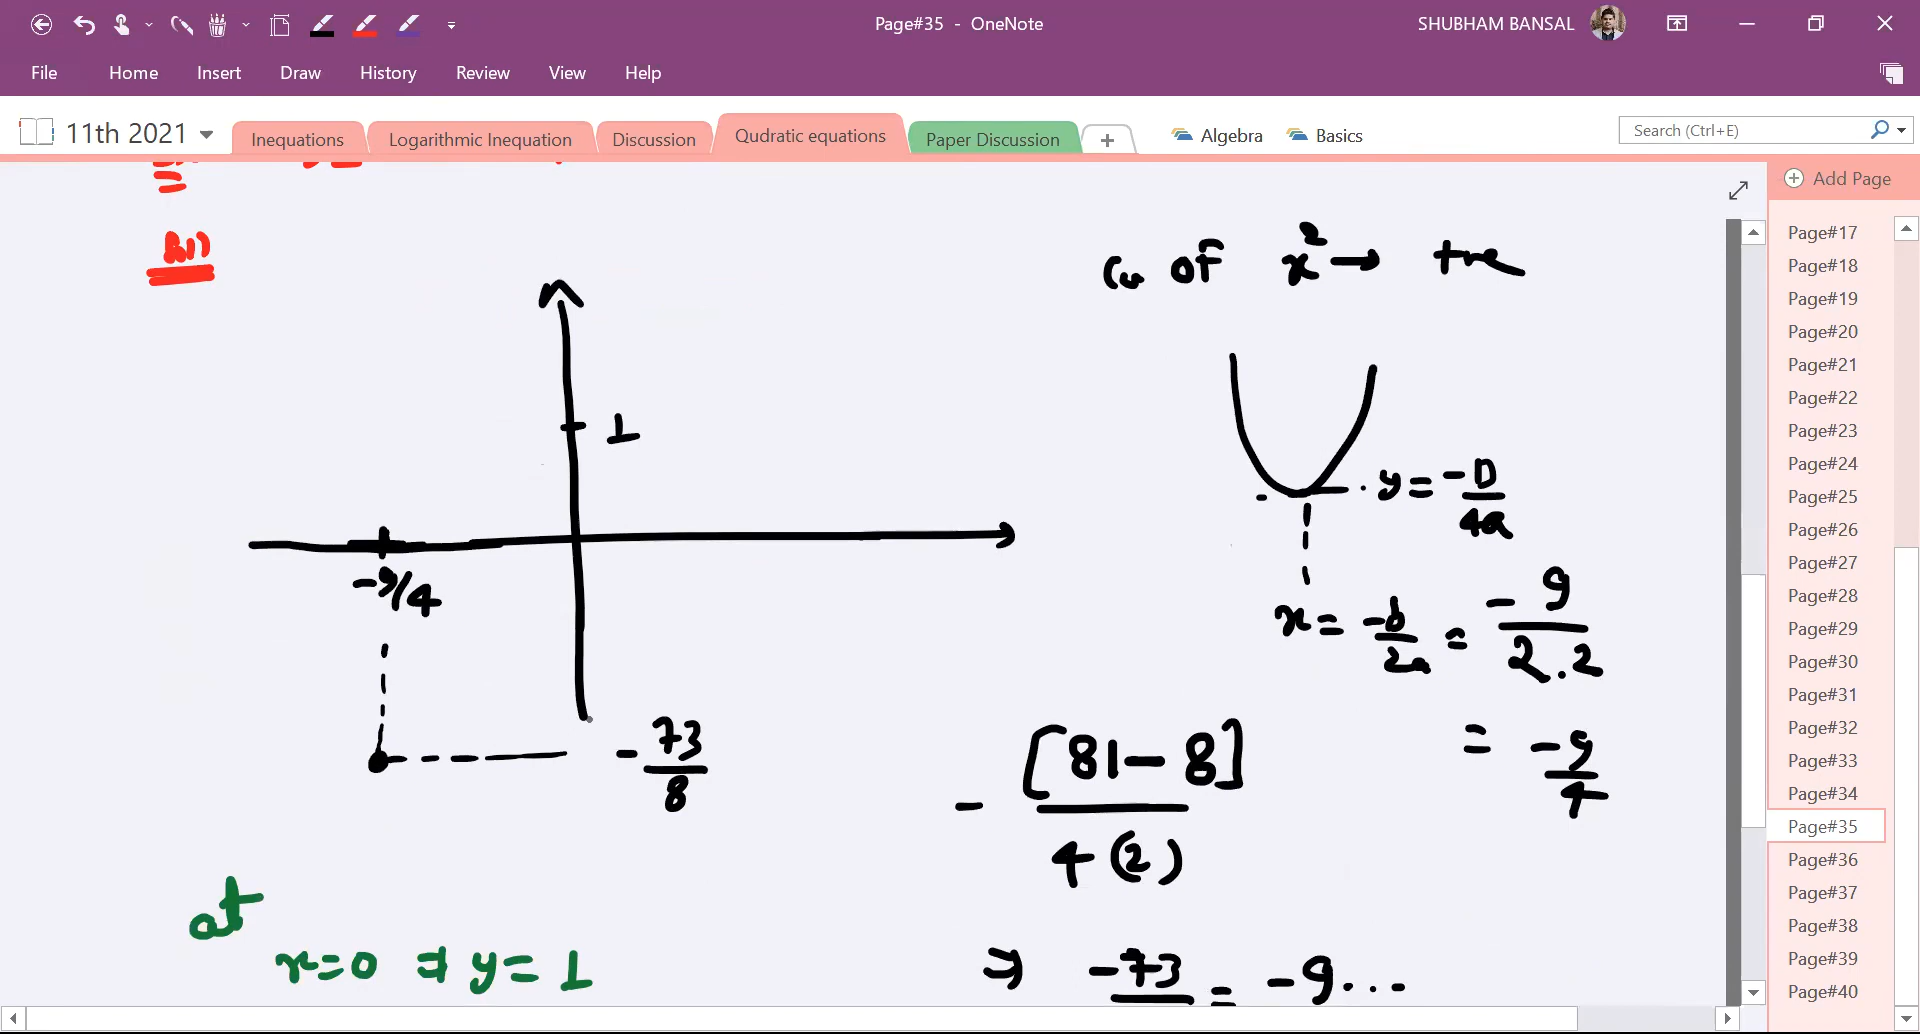 Page#35 - OneNote
SHUBHAM BANSAL
File Home Insert Draw History Review View Help
11th 2021
Inequations
Logarithmic Inequation
Discussion
Qudratic equations
Paper Discussion
+
Algebra
Basics
Search (Ctrl+E)
Add Page
Page#17
Page#18
Page#19
Page#20
Page#21
Page#22
Page#23
Page#24
Page#25
Page#26
Page#27
Page#28
Page#29
Page#30
Page#31
Page#32
Page#33
Page#34
Page#35
Page#36
Page#37
Page#38
Page#39
Page#40
of x² → +ve
1
-9/4
-73/8
y = -D/4a
x = -b/2a = -9/2.2
= -9/4
-[81-8]/4(2)
⇒ -73 = -9...
at
x=0 ⇒ y= 1